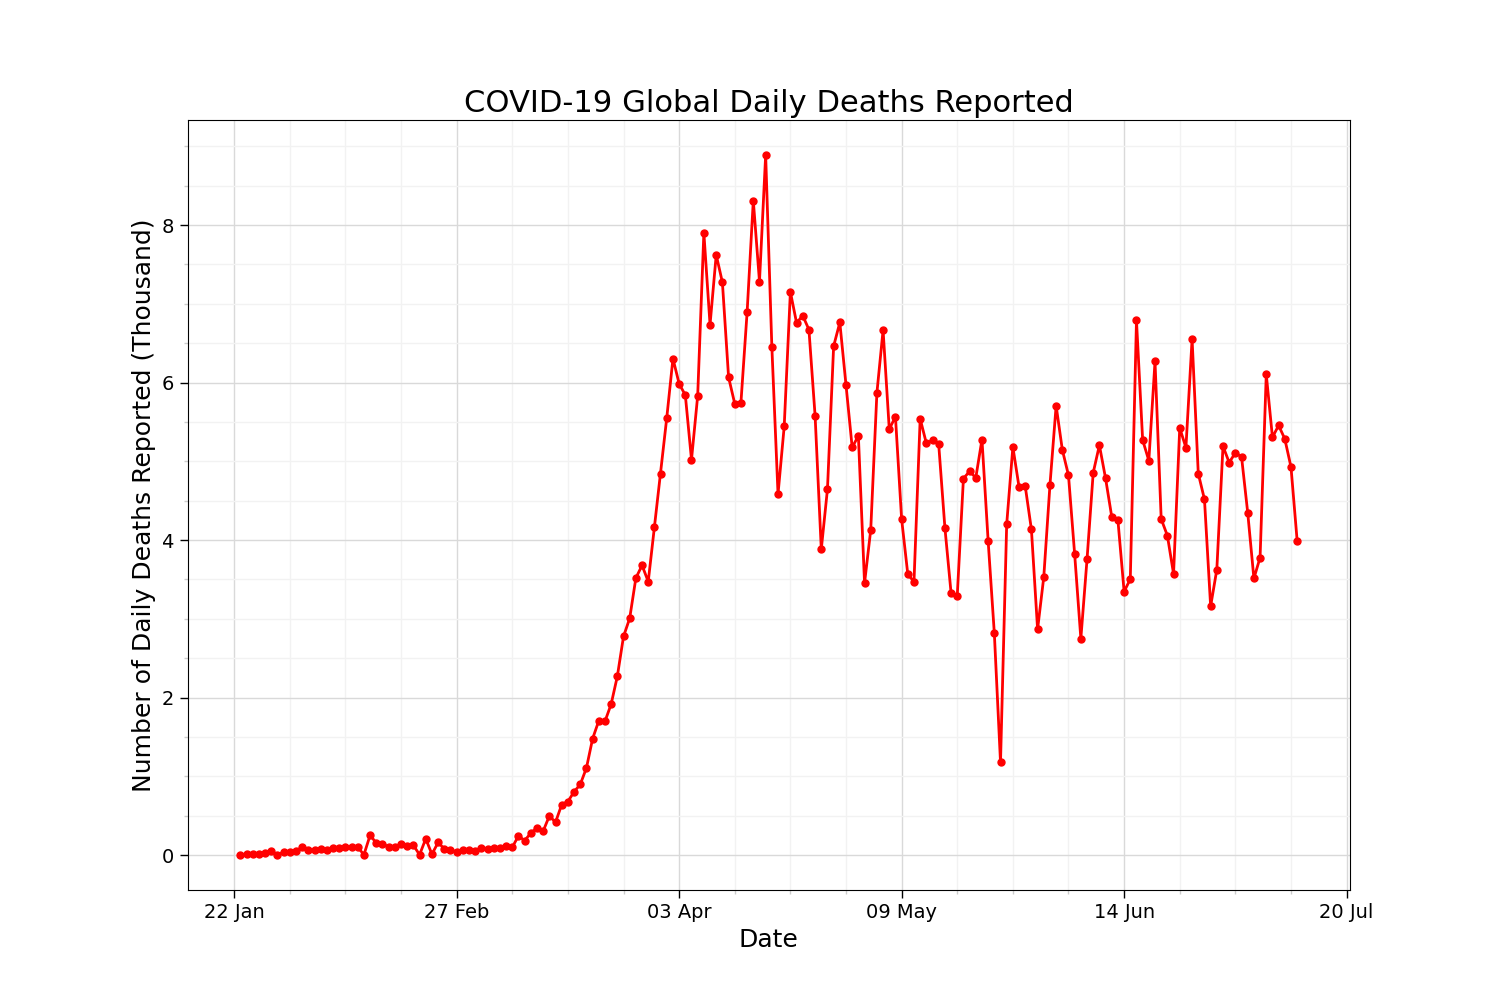 COVID-19 Global Daily Deaths Reported
Number of Daily Deaths Reported (Thousand)
8
6
4
2
0
22 Jan 27 Feb 03 Apr 09 May 14 Jun 20 Jul
Date